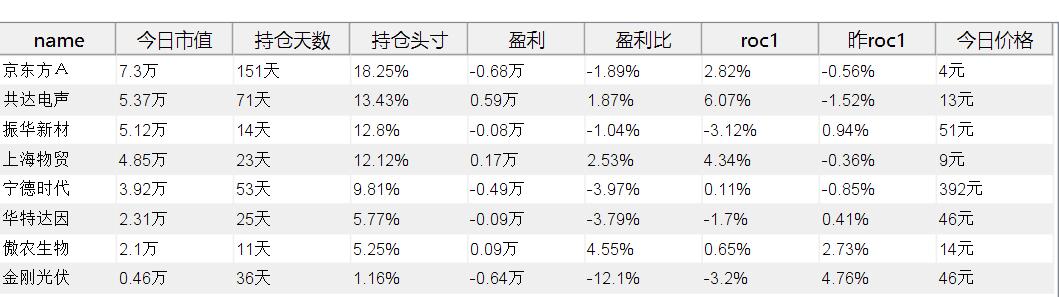 name 今日市值 持仓天数 持仓头寸 盈利 盈利比 roc1 昨roc1 今日价格
京东方Ａ 7.3万 151天 18.25% -0.68万 -1.89% 2.82% -0.56% 4元
共达电声 5.37万 71天 13.43% 0.59万 1.87% 6.07% -1.52% 13元
振华新材 5.12万 14天 12.8% -0.08万 -1.04% -3.12% 0.94% 51元
上海物贸 4.85万 23天 12.12% 0.17万 2.53% 4.34% -0.36% 9元
宁德时代 3.92万 53天 9.81% -0.49万 -3.97% 0.11% -0.85% 392元
华特达因 2.31万 25天 5.77% -0.09万 -3.79% -1.7% 0.41% 46元
傲农生物 2.1万 11天 5.25% 0.09万 4.55% 0.65% 2.73% 14元
金刚光伏 0.46万 36天 1.16% -0.64万 -12.1% -3.2% 4.76% 46元